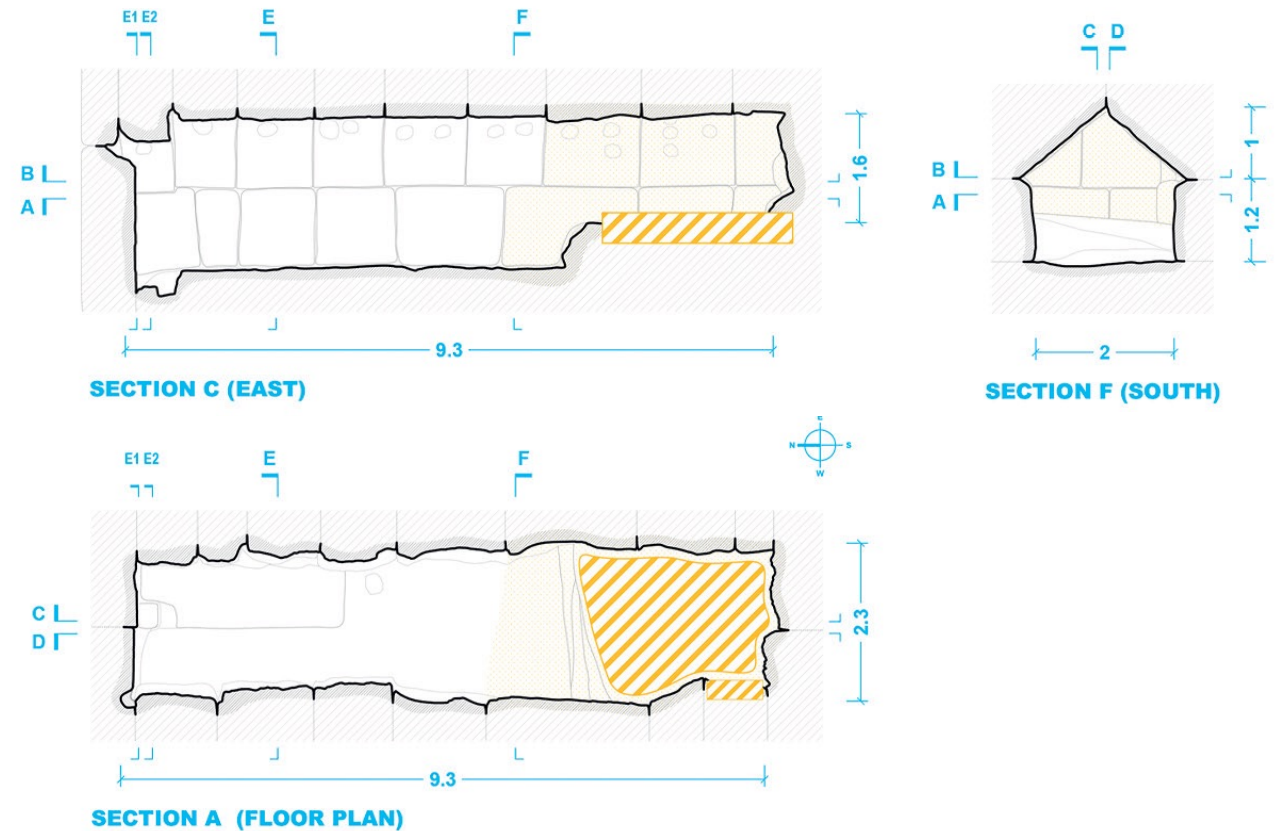 E1 E2
E
F
C D
B
A
1.6
B
A
1
1.2
9.3
2
SECTION C (EAST)
SECTION F (SOUTH)
E
N
S
W
E1 E2
E
F
C
D
2.3
9.3
SECTION A (FLOOR PLAN)